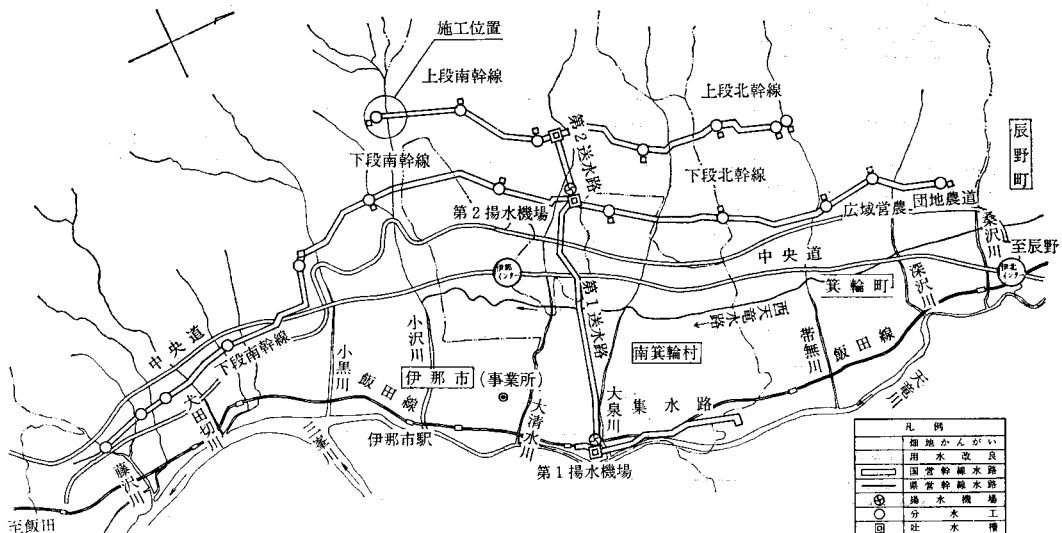 施工位置
上段南幹線
上段北幹線
第2送水路
辰野町
下段南幹線
下段北幹線
第2揚水機場
広域営農団地農道
桑沢川
至辰野
中央道
伊那インター
伊北インター
深沢川
箕輪町
第1送水路
西天竜水路
中央道
下段南幹線
小黒川
小沢川
飯田線
伊那市
(事業所)
南箕輪村
帯無川
飯田線
天竜川
太田切川
三峯川
伊那市駅
大清水川
大泉川
集水路
第1揚水機場
藤沢川
至飯田
凡例
畑地かんがい
用水改良
国営幹線水路
県営幹線水路
揚水機場
分水工
吐水槽